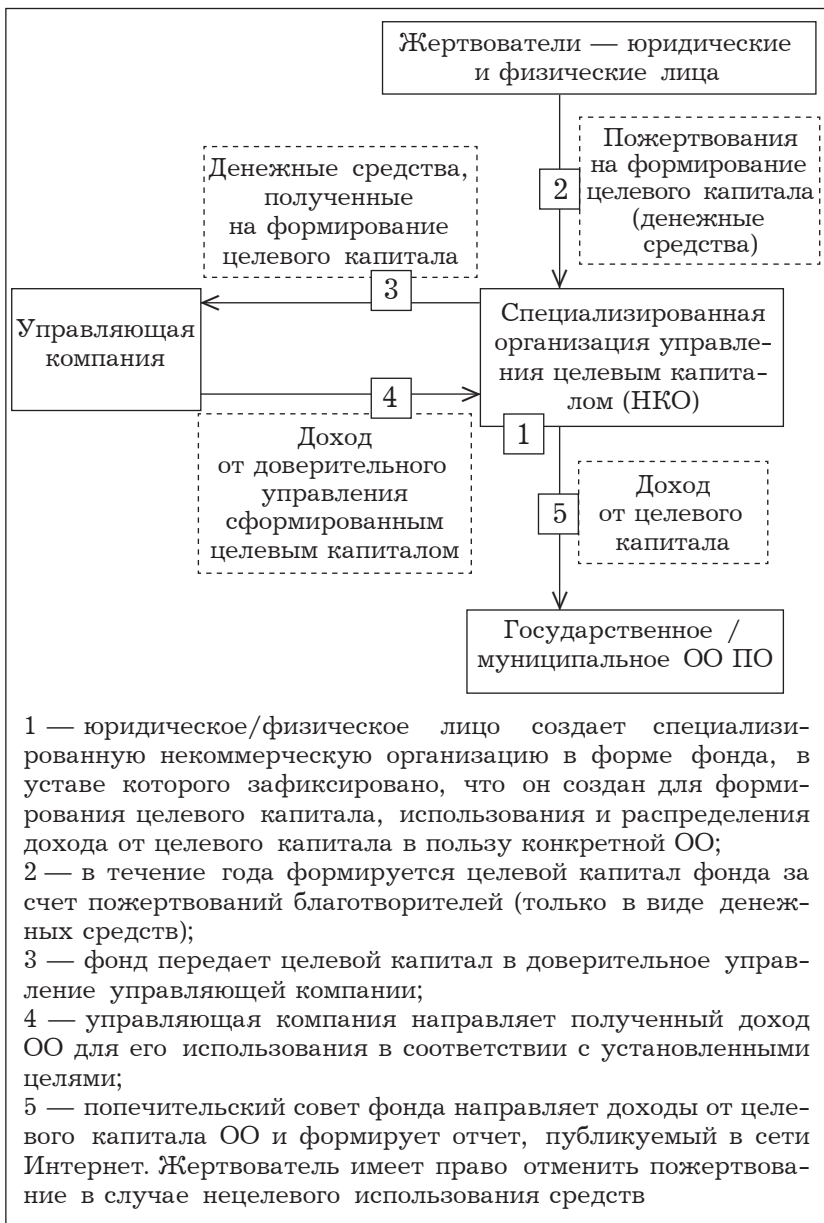 Жертвователи — юридические
и физические лица
Пожертвования
на формирование
целевого капитала
(денежные
средства)
2
Денежные средства,
полученные
на формирование
целевого капитала
3
Управляющая
компания
Специализированная
организация управле-
ния целевым капита-
лом (НКО)
4
1
Доход
от доверительного
управления
сформированным
целевым капиталом
5
Доход
от целевого
капитала
Государственное /
муниципальное ОО ПО
1 — юридическое/физическое лицо создает специализи-
рованную некоммерческую организацию в форме фонда, в
уставе которого зафиксировано, что он создан для форми-
рования целевого капитала, использования и распределения
дохода от целевого капитала в пользу конкретной ОО;
2 — в течение года формируется целевой капитал фонда за
счет пожертвований благотворителей (только в виде денеж-
ных средств);
3 — фонд передает целевой капитал в доверительное управ-
ление управляющей компании;
4 — управляющая компания направляет полученный доход
ОО для его использования в соответствии с установленными
целями;
5 — попечительский совет фонда направляет доходы от целе-
вого капитала ОО и формирует отчет, публикуемый в сети
Интернет. Жертвователь имеет право отменить пожертвова-
ние в случае нецелевого использования средств